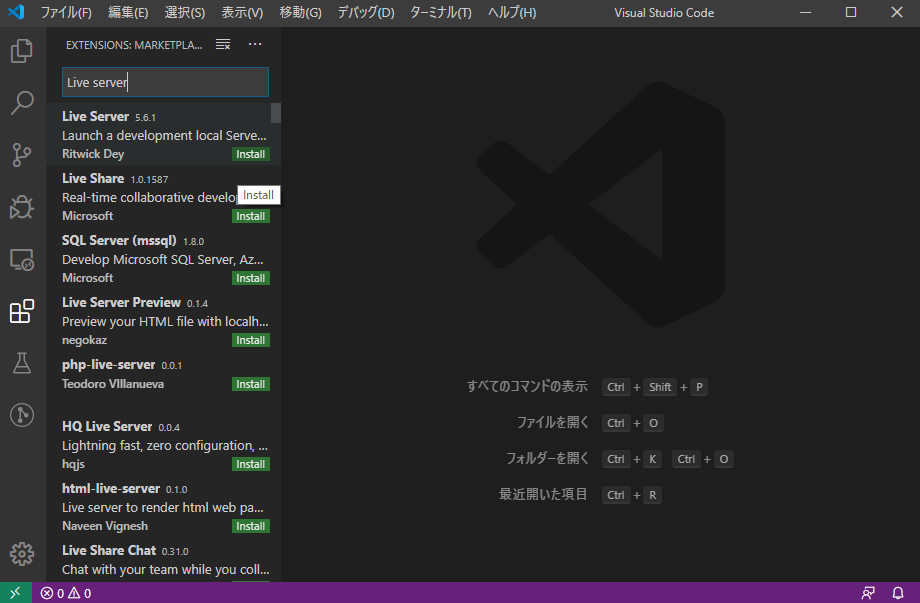 ファイル(F) 編集(E) 選択(S) 表示(V) 移動(G) デバッグ(D) ターミナル(T) ヘルプ(H) Visual Studio Code
EXTENSIONS: MARKETPLA...
Live server
Live Server 5.6.1
Launch a development local Serve...
Ritwick Dey Install
Live Share 1.0.1587
Real-time collaborative develo
Install
Microsoft Install
SQL Server (mssql) 1.8.0
Develop Microsoft SQL Server, Az...
Microsoft Install
Live Server Preview 0.1.4
Preview your HTML file with localh...
negokaz Install
php-live-server 0.0.1
Teodoro VIllanueva Install
HQ Live Server 0.0.4
Lightning fast, zero configuration, ...
hqjs Install
html-live-server 0.1.0
Live server to render html web pa...
Naveen Vignesh Install
Live Share Chat 0.31.0
Chat with your team while you coll...
すべてのコマンドの表示 Ctrl + Shift + P
ファイルを開く Ctrl + O
フォルダーを開く Ctrl + K Ctrl + O
最近開いた項目 Ctrl + R
0 0